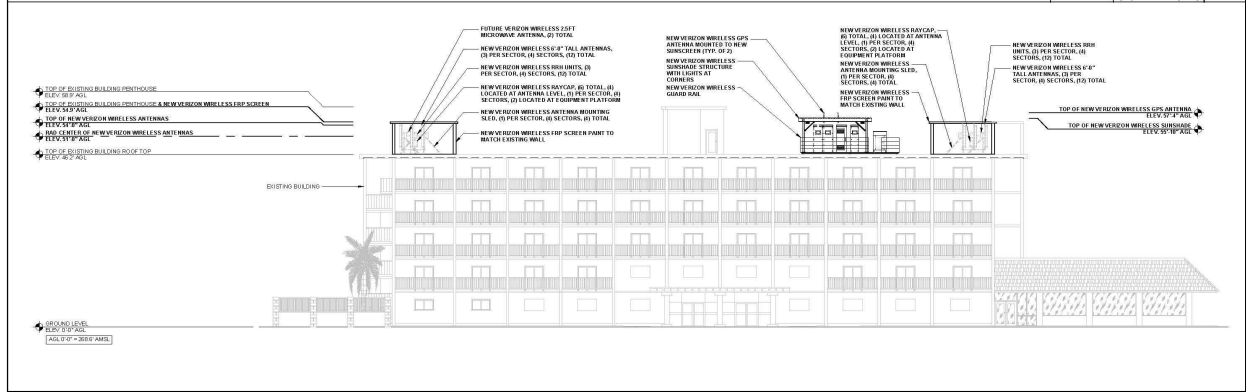 FUTURE VERIZON WIRELESS 2.5FT
MICROWAVE ANTENNA, (2) TOTAL
NEW VERIZON WIRELESS 6'-8" TALL ANTENNAS,
(3) PER SECTOR, (4) SECTORS, (12) TOTAL
NEW VERIZON WIRELESS RRH UNITS, (3)
PER SECTOR, (4) SECTORS, (12) TOTAL
NEW VERIZON WIRELESS RAYCAP, (6) TOTAL, (4)
LOCATED AT ANTENNA LEVEL, (1) PER SECTOR, (4)
SECTORS, (2) LOCATED AT EQUIPMENT PLATFORM
NEW VERIZON WIRELESS ANTENNA MOUNTING
SLED, (1) PER SECTOR, (4) SECTORS, (4) TOTAL
NEW VERIZON WIRELESS FRP SCREEN PAINT TO
MATCH EXISTING WALL
NEW VERIZON WIRELESS GPS
ANTENNA MOUNTED TO NEW
SUNSCREEN (TYP. OF 2)
NEW VERIZON WIRELESS
SUNSHADE STRUCTURE
WITH LIGHTS AT
CORNERS
NEW VERIZON WIRELESS
GUARD RAIL
NEW VERIZON WIRELESS RAYCAP,
(6) TOTAL, (4) LOCATED AT ANTENNA
LEVEL, (1) PER SECTOR, (4)
SECTORS, (2) LOCATED AT
EQUIPMENT PLATFORM
NEW VERIZON WIRELESS
ANTENNA MOUNTING SLED,
(1) PER SECTOR, (4)
SECTORS, (4) TOTAL
NEW VERIZON WIRELESS
FRP SCREEN PAINT TO
MATCH EXISTING WALL
NEW VERIZON WIRELESS RRH
UNITS, (3) PER SECTOR, (4)
SECTORS, (12) TOTAL
NEW VERIZON WIRELESS 6'-8"
TALL ANTENNAS, (3) PER
SECTOR, (4) SECTORS, (12) TOTAL
TOP OF EXISTING BUILDING PENTHOUSE
ELEV. 58.9' AGL
TOP OF EXISTING BUILDING PENTHOUSE & NEW VERIZON WIRELESS FRP SCREEN
ELEV. 54.9' AGL
TOP OF NEW VERIZON WIRELESS ANTENNAS
ELEV. 54'-8" AGL
RAD CENTER OF NEW VERIZON WIRELESS ANTENNAS
ELEV. 51'-8" AGL
TOP OF EXISTING BUILDING ROOF TOP
ELEV. 46.2' AGL
TOP OF NEW VERIZON WIRELESS GPS ANTENNA
ELEV. 57'-4" AGL
TOP OF NEW VERIZON WIRELESS SUNSHADE
ELEV. 55'-10" AGL
EXISTING BUILDING
GROUND LEVEL
ELEV. 0'-0" AGL
AGL 0'-0" = 269.6' AMSL